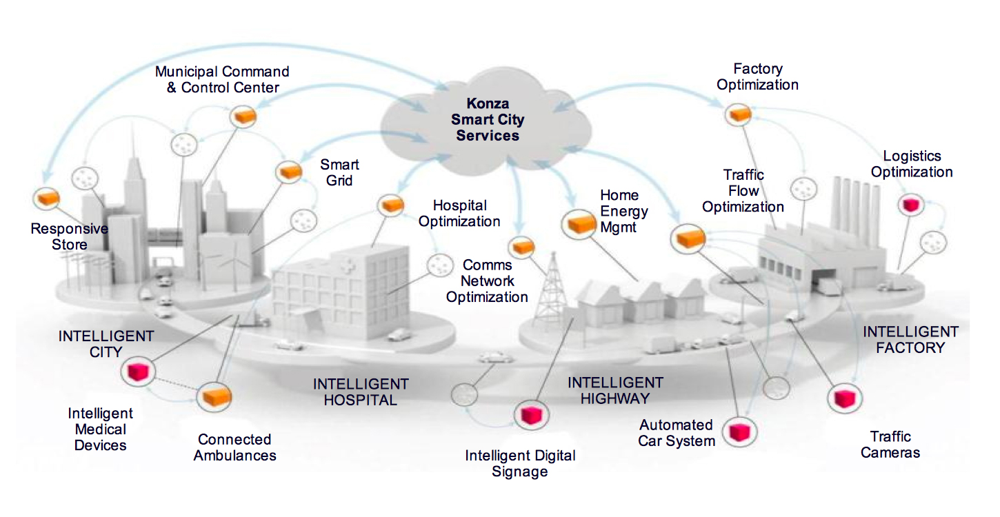 Municipal Command
& Control Center
Konza
Smart City
Services
Factory
Optimization
Smart
Grid
Logistics
Optimization
Traffic
Flow
Optimization
Home
Energy
Mgmt
Hospital
Optimization
Responsive
Store
Comms
Network
Optimization
INTELLIGENT
CITY
INTELLIGENT
HOSPITAL
INTELLIGENT
HIGHWAY
INTELLIGENT
FACTORY
Intelligent
Medical
Devices
Connected
Ambulances
Intelligent Digital
Signage
Automated
Car System
Traffic
Cameras